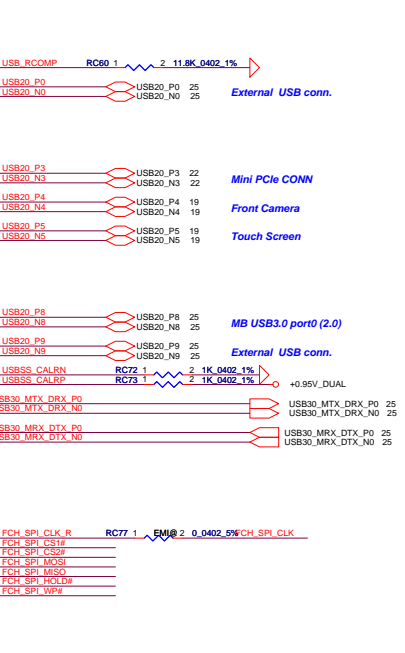 USB_RCOMP RC60 1 2 11.8K_0402_1%
USB20_P0 USB20_P0 25
USB20_N0 USB20_N0 25
External USB conn.
USB20_P3 USB20_P3 22
USB20_N3 USB20_N3 22
Mini PCIe CONN
USB20_P4 USB20_P4 19
USB20_N4 USB20_N4 19
Front Camera
USB20_P5 USB20_P5 19
USB20_N5 USB20_N5 19
Touch Screen
USB20_P8 USB20_P8 25
USB20_N8 USB20_N8 25
MB USB3.0 port0 (2.0)
USB20_P9 USB20_P9 25
USB20_N9 USB20_N9 25
External USB conn.
USBSS_CALRN RC72 1 2 1K_0402_1%
USBSS_CALRP RC73 1 2 1K_0402_1%
+0.95V_DUAL
SB30_MTX_DRX_P0 USB30_MTX_DRX_P0 25
SB30_MTX_DRX_N0 USB30_MTX_DRX_N0 25
SB30_MRX_DTX_P0 USB30_MRX_DTX_P0 25
SB30_MRX_DTX_N0 USB30_MRX_DTX_N0 25
FCH_SPI_CLK_R RC77 1 EMI@ 2 0_0402_5% FCH_SPI_CLK
FCH_SPI_CS1#
FCH_SPI_CS2#
FCH_SPI_MOSI
FCH_SPI_MISO
FCH_SPI_HOLD#
FCH_SPI_WP#